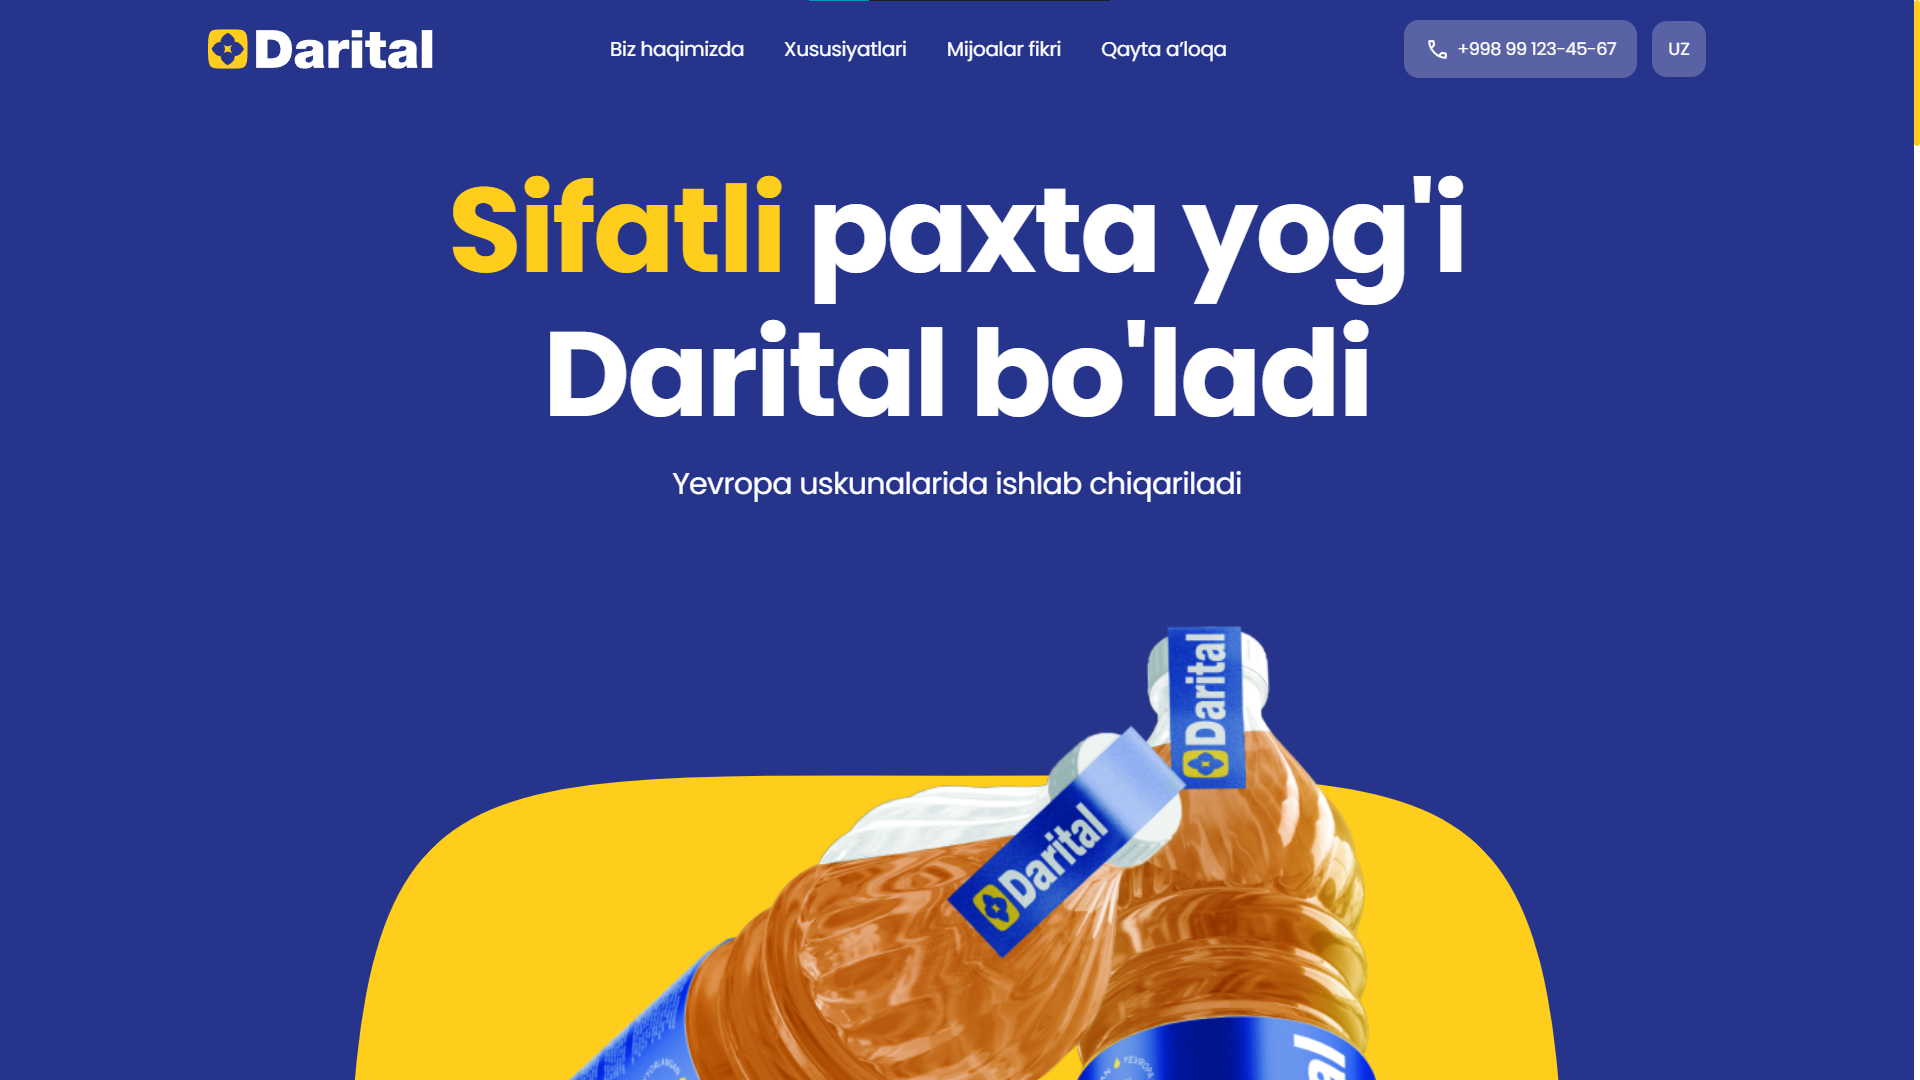 Darital
Biz haqimizda
Xususiyatlari
Mijoalar fikri
Qayta a’loqa
+998 99 123-45-67
UZ
Sifatli paxta yog'i
Darital bo'ladi
Yevropa uskunalarida ishlab chiqariladi
Darital
Darital
YEVROPA